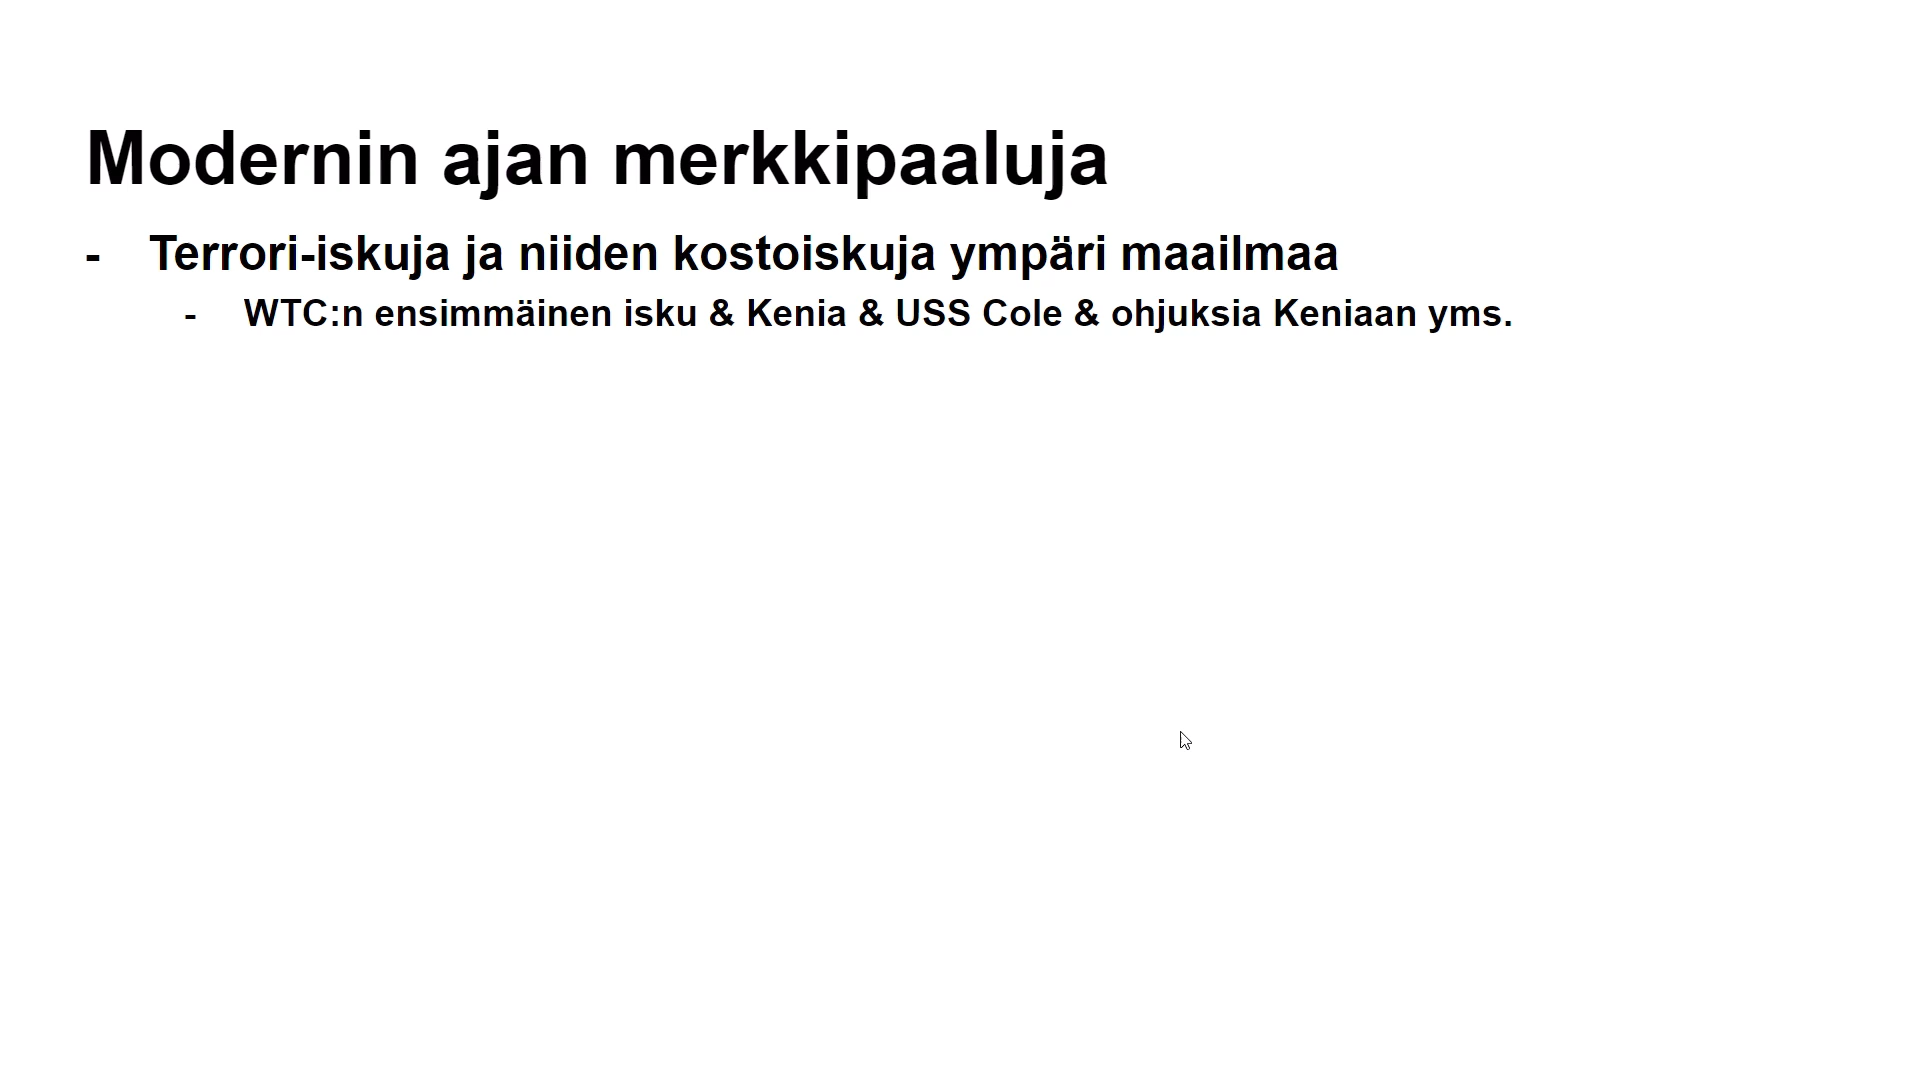 Modernin ajan merkkipaaluja
- Terrori-iskuja ja niiden kostoiskuja ympäri maailmaa
- WTC:n ensimmäinen isku & Kenia & USS Cole & ohjuksia Keniaan yms.